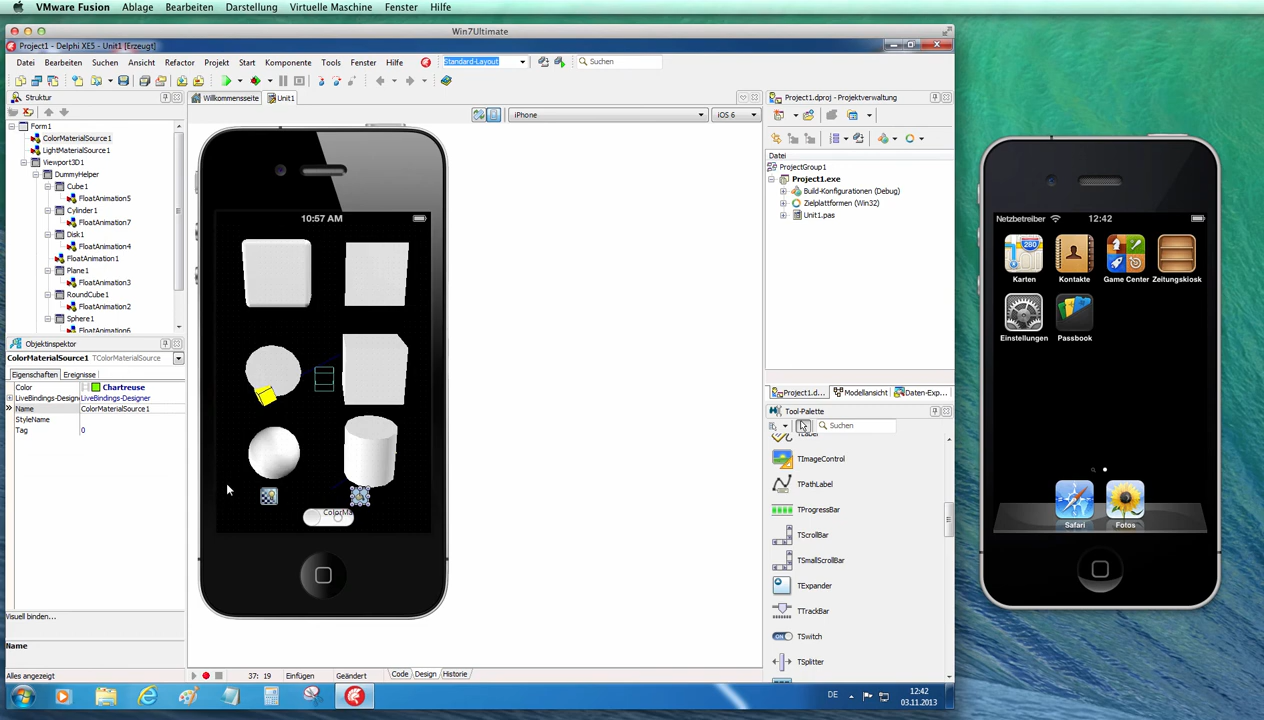 VMware Fusion Ablage Bearbeiten Darstellung Virtuelle Maschine Fenster Hilfe
Win7Ultimate
Project1 - Delphi XE5 - Unit1 [Erzeugt]
Datei Bearbeiten Suchen Ansicht Refactor Projekt Start Komponente Tools Fenster Hilfe
Standard-Layout
Suchen
Struktur
Form1
ColorMaterialSource1
LightMaterialSource1
Viewport3D1
DummyHelper
Cube1
FloatAnimation5
Cylinder1
FloatAnimation7
Disk1
FloatAnimation4
FloatAnimation1
Plane1
FloatAnimation3
RoundCube1
FloatAnimation2
Sphere1
FloatAnimation6
Objektinspektor
ColorMaterialSource1 TColorMaterialSource
Eigenschaften Ereignisse
Color Chartreuse
LiveBindings-Designer LiveBindings-Designer
Name ColorMaterialSource1
StyleName
Tag 0
Visuell binden...
Name
Alles angezeigt
Willkommensseite Unit1
iPhone
iOS 6
10:57 AM
ColorMa
37: 19 Einfügen Geändert
Code Design Historie
Project1.dproj - Projektverwaltung
Datei
ProjectGroup1
Project1.exe
Build-Konfigurationen (Debug)
Zielplattformen (Win32)
Unit1.pas
Project1.d... Modellansicht Daten-Exp...
Tool-Palette
Suchen
TLabel
TImageControl
TPathLabel
TProgressBar
TScrollBar
TSmallScrollBar
TExpander
TTrackBar
ON
TSwitch
TSplitter
DE
12:42
03.11.2013
Netzbetreiber 12:42
280
Karten Kontakte Game Center Zeitungskiosk
Einstellungen Passbook
Safari Fotos